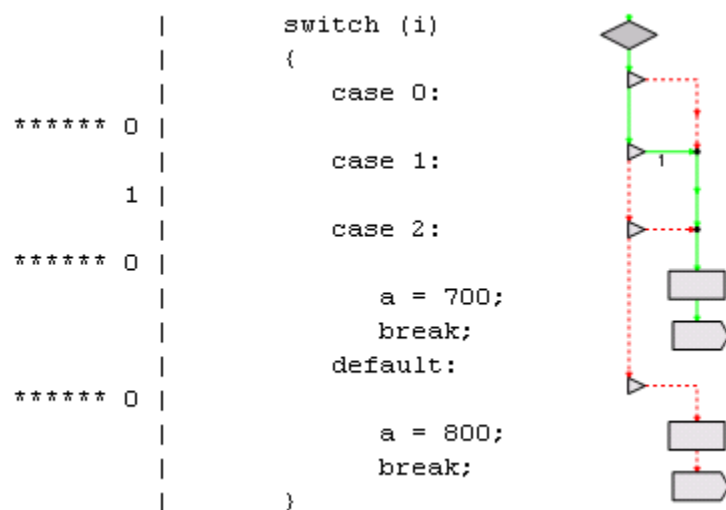 | switch (i)
| {
| case 0:
****** 0 |
| case 1:
1 | 1
| case 2:
****** 0 |
| a = 700;
| break;
| default:
****** 0 |
| a = 800;
| break;
| }